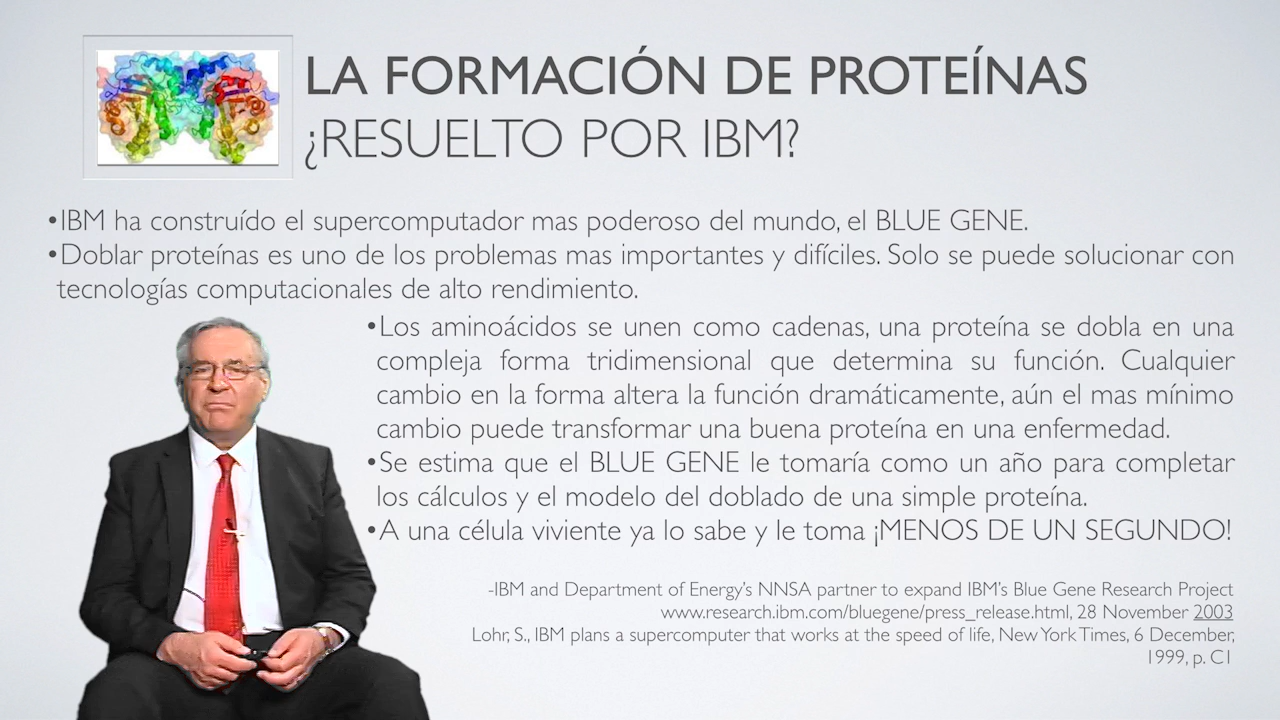 LA FORMACIÓN DE PROTEÍNAS
¿RESUELTO POR IBM?
•IBM ha construído el supercomputador mas poderoso del mundo, el BLUE GENE.
•Doblar proteínas es uno de los problemas mas importantes y difíciles. Solo se puede solucionar con
tecnologías computacionales de alto rendimiento.
•Los aminoácidos se unen como cadenas, una proteína se dobla en una
compleja forma tridimensional que determina su función. Cualquier
cambio en la forma altera la función dramáticamente, aún el mas mínimo
cambio puede transformar una buena proteína en una enfermedad.
•Se estima que el BLUE GENE le tomaría como un año para completar
los cálculos y el modelo del doblado de una simple proteína.
•A una célula viviente ya lo sabe y le toma ¡MENOS DE UN SEGUNDO!
-IBM and Department of Energy's NNSA partner to expand IBM's Blue Gene Research Project
www.research.ibm.com/bluegene/press_release.html, 28 November 2003
Lohr, S., IBM plans a supercomputer that works at the speed of life, New York Times, 6 December,
1999, p. C1